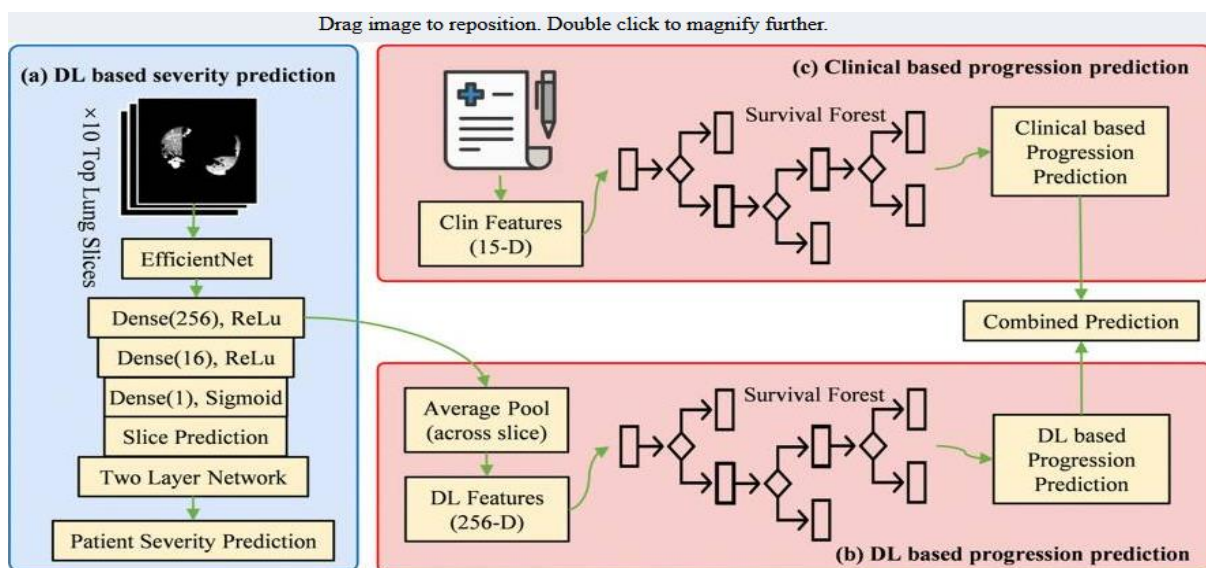 Drag image to reposition. Double click to magnify further.
(a) DL based severity prediction
×10 Top Lung Slices
EfficientNet
Dense(256), ReLu
Dense(16), ReLu
Dense(1), Sigmoid
Slice Prediction
Two Layer Network
Patient Severity Prediction
(c) Clinical based progression prediction
Survival Forest
Clin Features
(15-D)
Clinical based
Progression
Prediction
Combined Prediction
Average Pool
(across slice)
DL Features
(256-D)
Survival Forest
DL based
Progression
Prediction
(b) DL based progression prediction